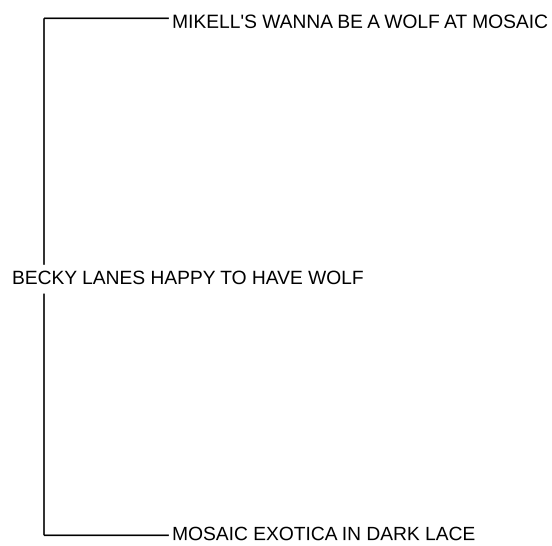 MIKELL'S WANNA BE A WOLF AT MOSAIC
BECKY LANES HAPPY TO HAVE WOLF
MOSAIC EXOTICA IN DARK LACE